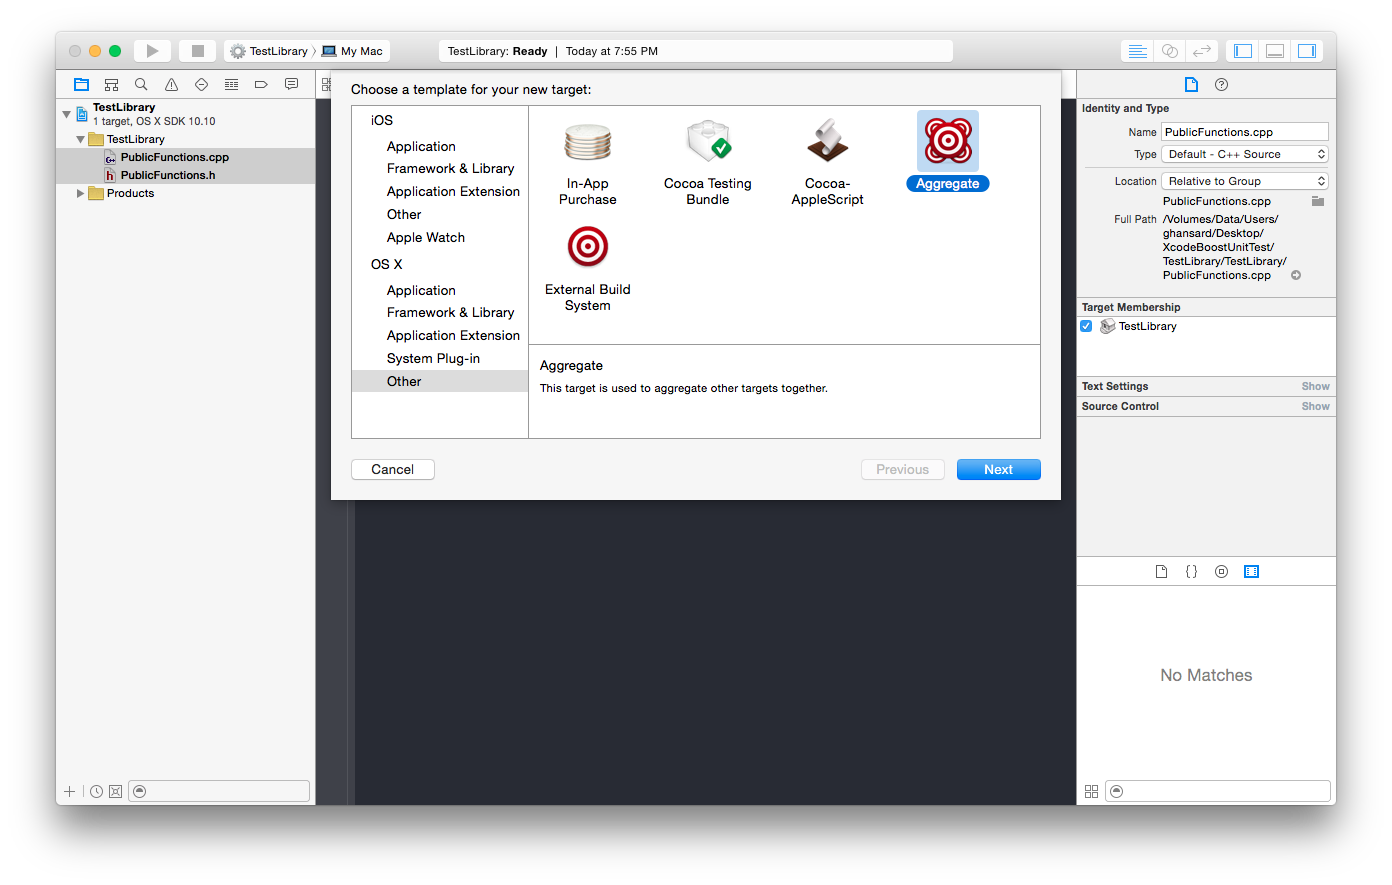 TestLibrary 〉 My Mac
TestLibrary: Ready | Today at 7:55 PM
TestLibrary
1 target, OS X SDK 10.10
TestLibrary
PublicFunctions.cpp
PublicFunctions.h
Products
Choose a template for your new target:
iOS
Application
Framework & Library
Application Extension
Other
Apple Watch
OS X
Application
Framework & Library
Application Extension
System Plug-in
Other
In-App
Purchase
Cocoa Testing
Bundle
Cocoa-
AppleScript
Aggregate
External Build
System
Aggregate
This target is used to aggregate other targets together.
Cancel
Previous
Next
Identity and Type
Name PublicFunctions.cpp
Type Default - C++ Source
Location Relative to Group
PublicFunctions.cpp
Full Path /Volumes/Data/Users/
ghansard/Desktop/
XcodeBoostUnitTest/
TestLibrary/TestLibrary/
PublicFunctions.cpp
Target Membership
TestLibrary
Text Settings Show
Source Control Show
No Matches